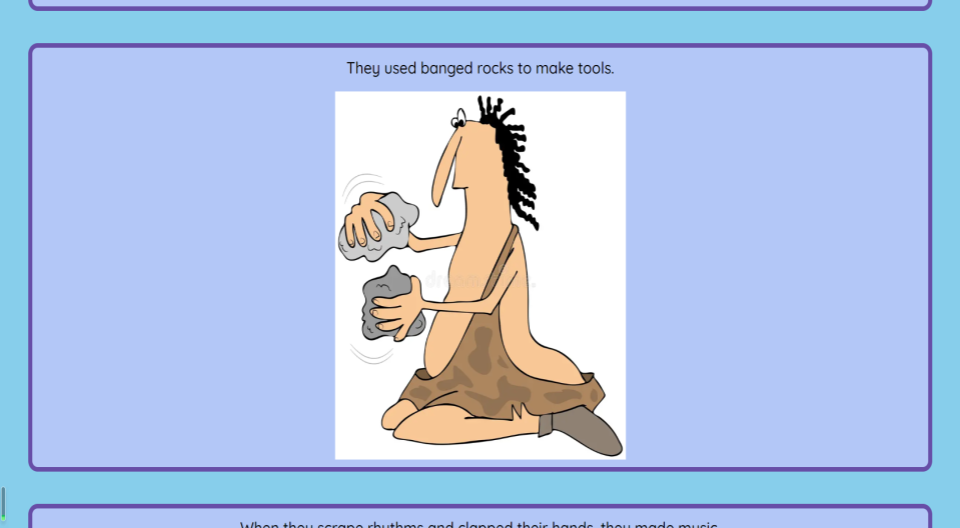 They used banged rocks to make tools.
When they scrape rhythms and clapped their hands, they made music.